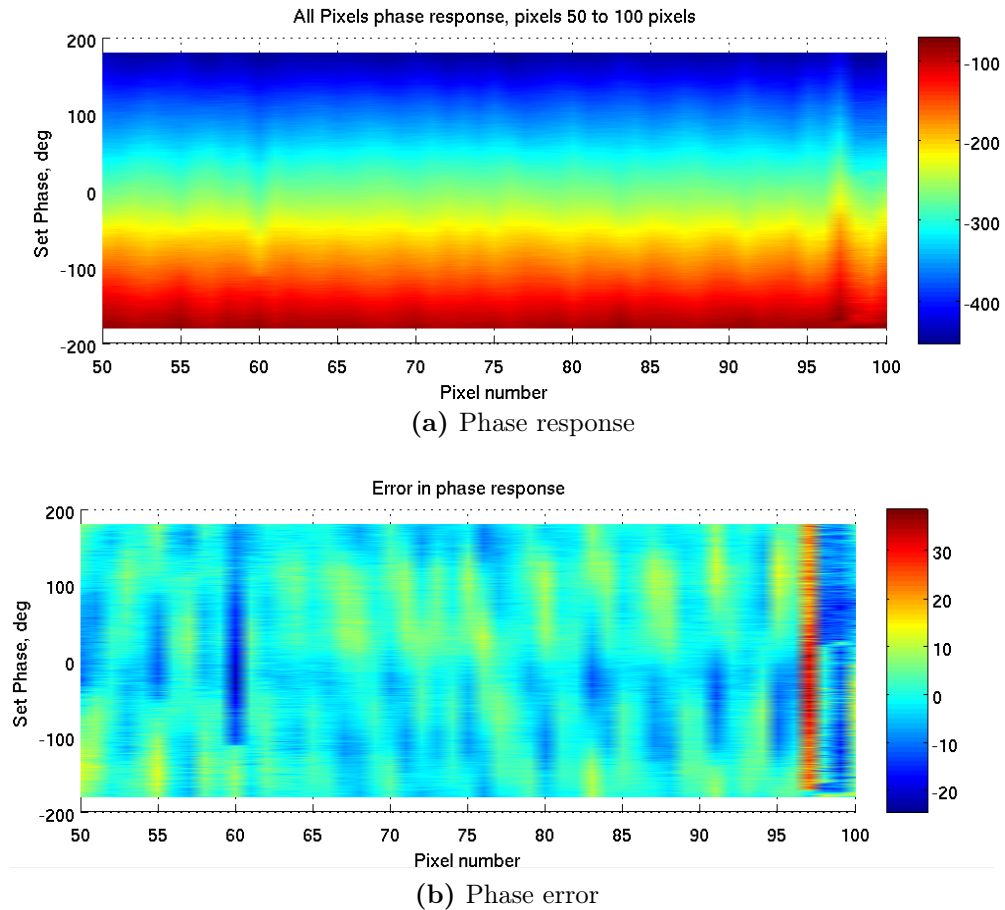 All Pixels phase response, pixels 50 to 100 pixels
Set Phase, deg
200
100
0
-100
-200
50 55 60 65 70 75 80 85 90 95 100
Pixel number
-100
-200
-300
-400
(a) Phase response
Error in phase response
Set Phase, deg
200
100
0
-100
-200
50 55 60 65 70 75 80 85 90 95 100
Pixel number
30
20
10
0
-10
-20
(b) Phase error